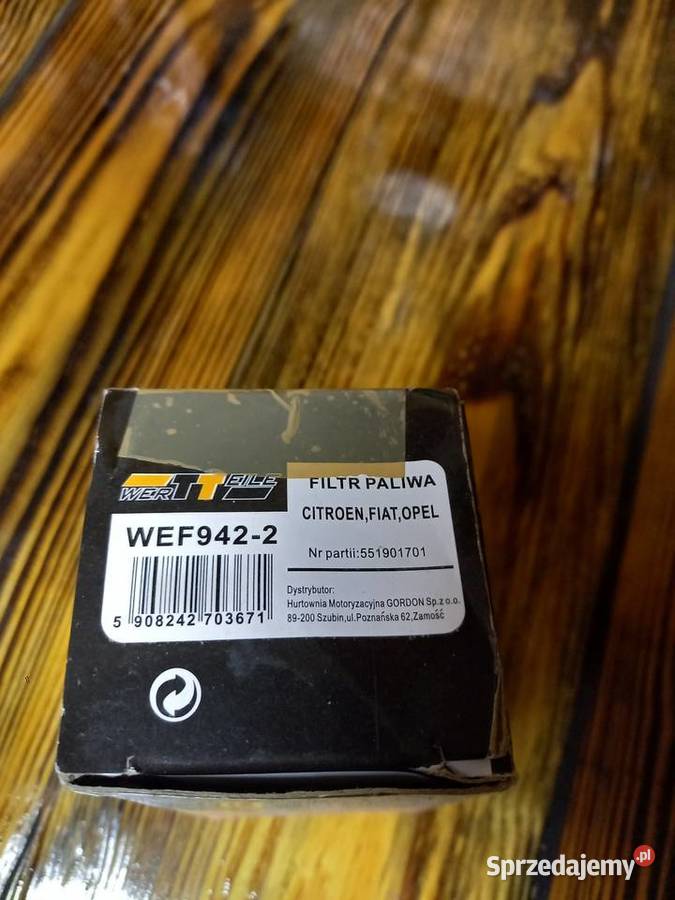 WERTTEILE
FILTR PALIWA
CITROEN,FIAT,OPEL
WEF942-2
Nr partii:551901701
5 908242 703671
Dystrybutor:
Hurtownia Motoryzacyjna GORDON Sp.z o.o.
89-200 Szubin,ul.Poznańska 62,Zamość
Sprzedajemy.pl